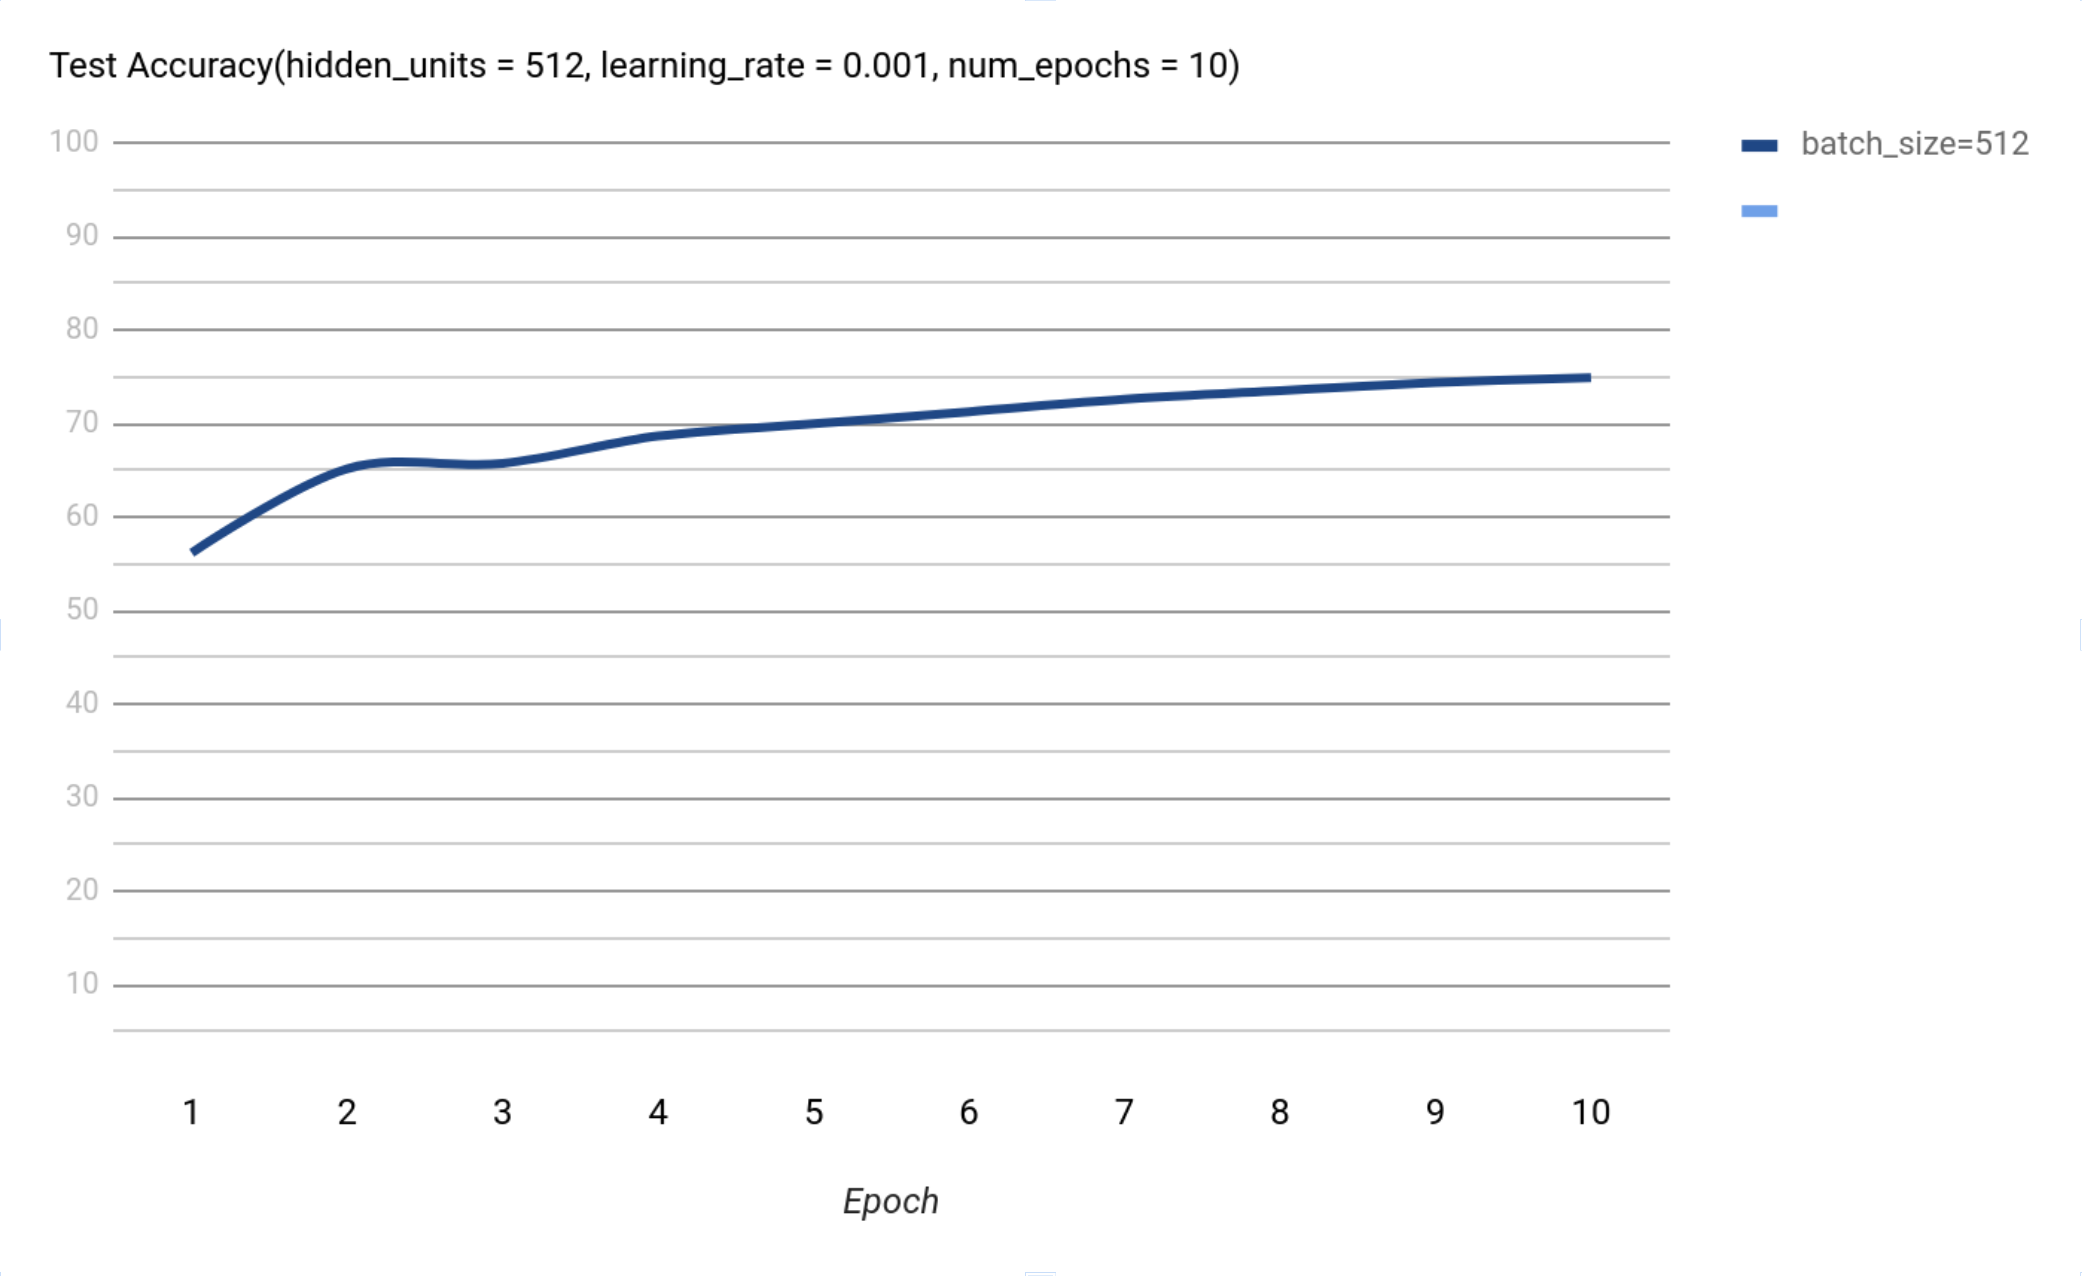 Test Accuracy(hidden_units = 512, learning_rate = 0.001, num_epochs = 10)
batch_size=512
100
90
80
70
60
50
40
30
20
10
1 2 3 4 5 6 7 8 9 10
Epoch